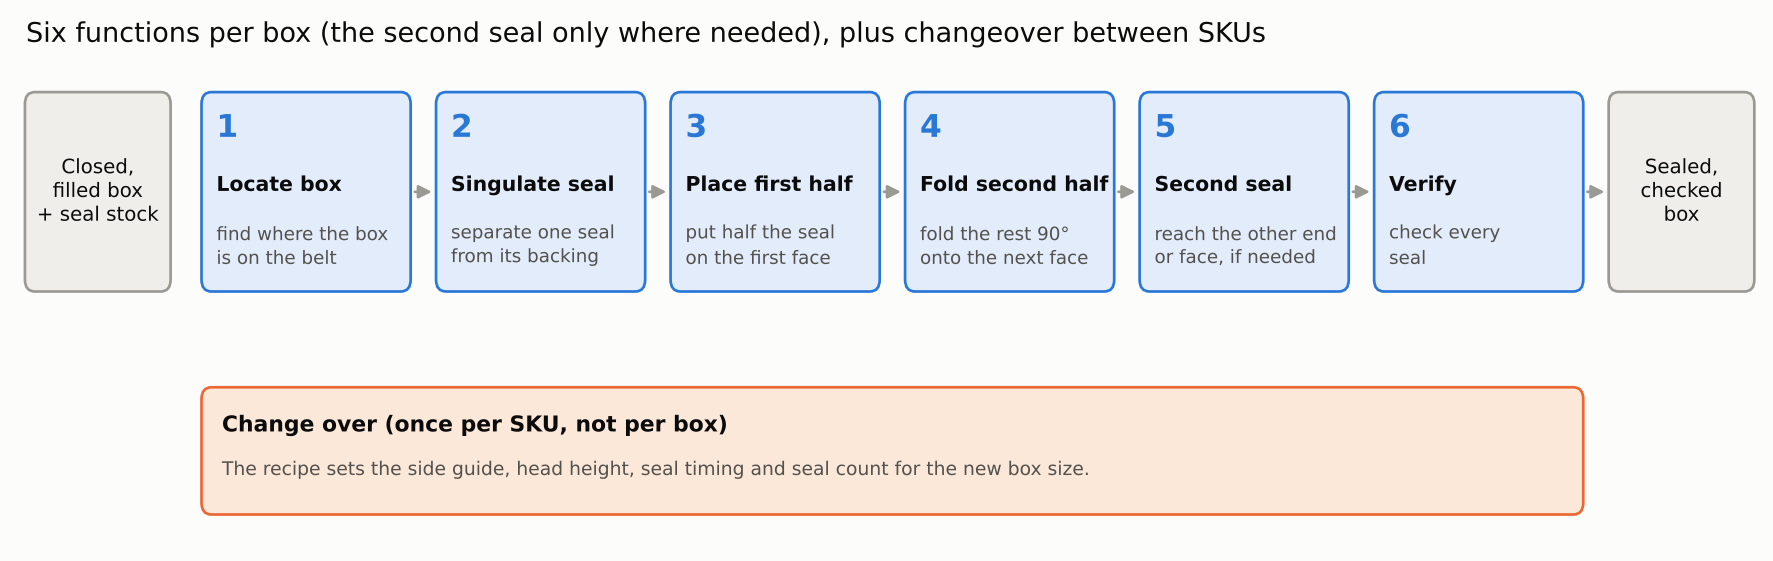 Six functions per box (the second seal only where needed), plus changeover between SKUs
Closed,
filled box
+ seal stock
1
Locate box
find where the box
is on the belt
2
Singulate seal
separate one seal
from its backing
3
Place first half
put half the seal
on the first face
4
Fold second half
fold the rest 90°
onto the next face
5
Second seal
reach the other end
or face, if needed
6
Verify
check every
seal
Sealed,
checked
box
Change over (once per SKU, not per box)
The recipe sets the side guide, head height, seal timing and seal count for the new box size.